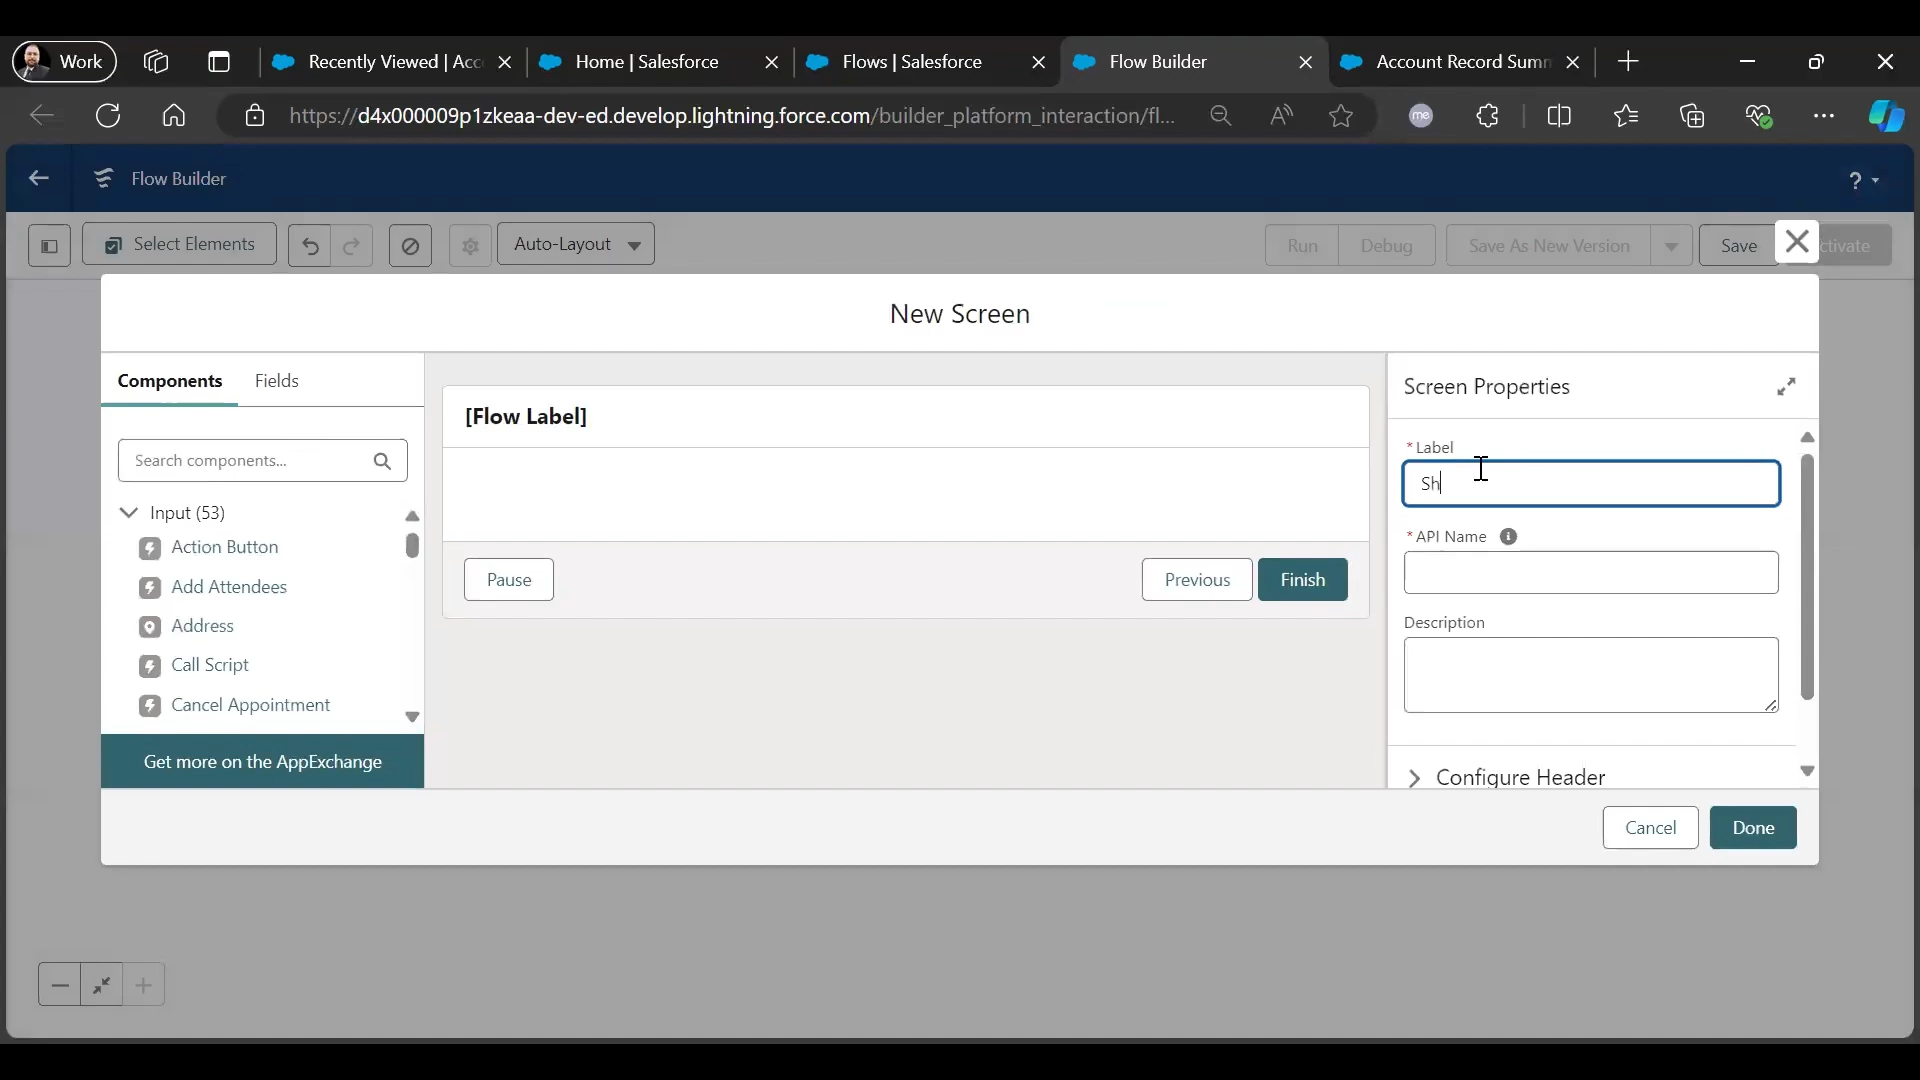 Work
Recently Viewed | Acc
Home | Salesforce
Flows | Salesforce
Flow Builder
Account Record Summ
https://d4x000009p1zkeaa-dev-ed.develop.lightning.force.com/builder_platform_interaction/fl...
me
Flow Builder
?
Select Elements
Auto-Layout
Run
Debug
Save As New Version
Save
ctivate
New Screen
Components
Fields
Search components...
Input (53)
Action Button
Add Attendees
Address
Call Script
Cancel Appointment
Get more on the AppExchange
[Flow Label]
Pause
Previous
Finish
Screen Properties
*Label
Sh
*API Name
Description
Configure Header
Cancel
Done